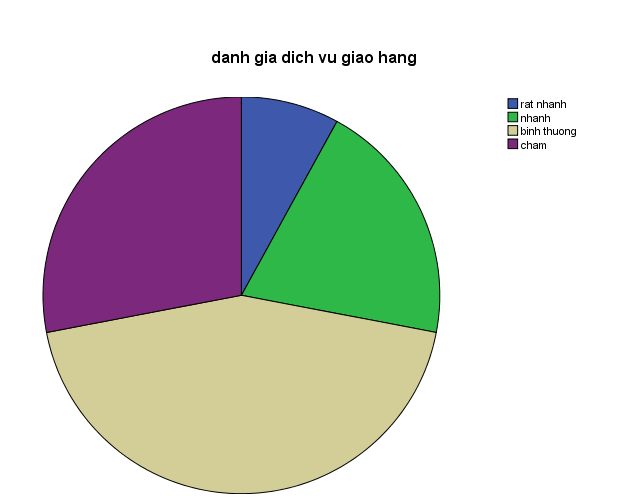 danh gia dich vu giao hang
rat nhanh
nhanh
binh thuong
cham